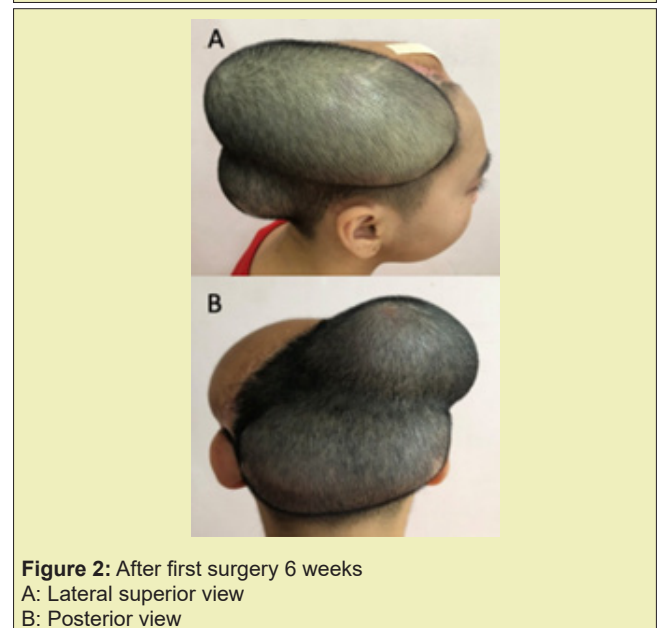 A
B
Figure 2: After first surgery 6 weeks
A: Lateral superior view
B: Posterior view